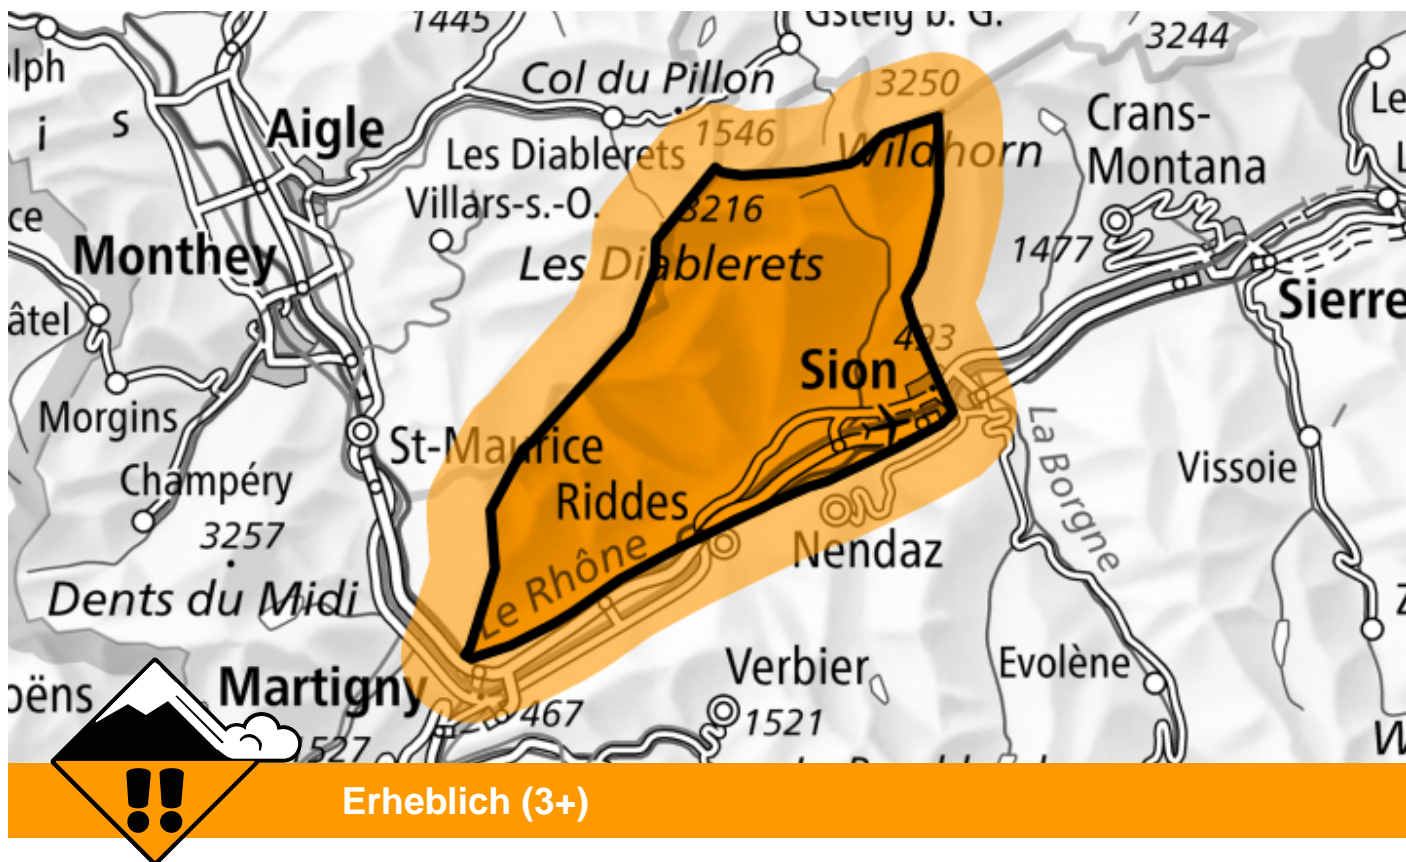 1445
Gsteig b. G.
3244
Col du Pillon
3250
Crans-
Montana
i
s
Aigle
1546
Les Diablerets
Wildhorn
Villars-s.-O.
3216
1477
Monthey
Les Diablerets
Sierre
493
Sion
Morgins
St-Maurice
La Borgne
Vissoie
Champéry
Riddes
3257
Le Rhône
Nendaz
Dents du Midi
Martigny
Verbier
Evolène
467
1521
Erheblich (3+)